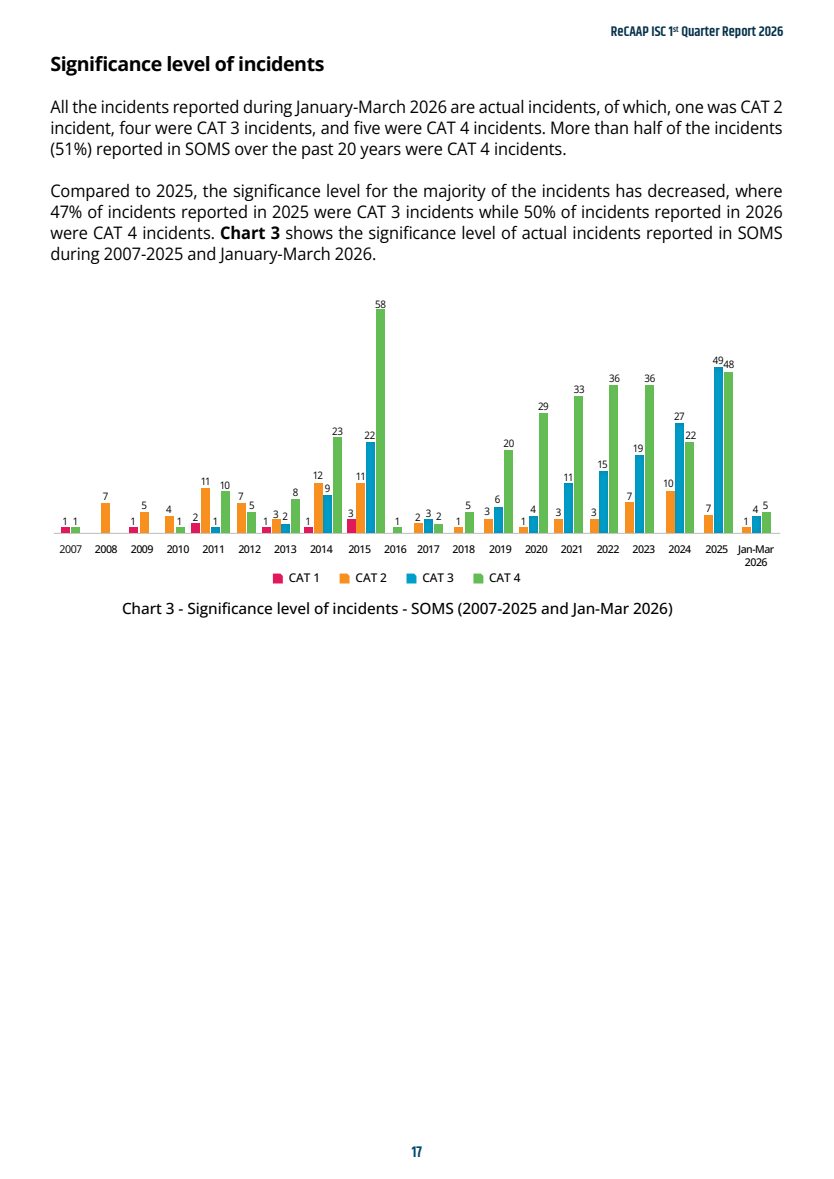 ReCAAP ISC 1st Quarter Report 2026
Significance level of incidents
All the incidents reported during January-March 2026 are actual incidents, of which, one was CAT 2
incident, four were CAT 3 incidents, and five were CAT 4 incidents. More than half of the incidents
(51%) reported in SOMS over the past 20 years were CAT 4 incidents.
Compared to 2025, the significance level for the majority of the incidents has decreased, where
47% of incidents reported in 2025 were CAT 3 incidents while 50% of incidents reported in 2026
were CAT 4 incidents. Chart 3 shows the significance level of actual incidents reported in SOMS
during 2007-2025 and January-March 2026.
1 1 7 1 5 4 1 2 11 1 10 7 5 1 3 2 8 1 12 9 23 3 11 22 58 1 2 3 2 1 5 3 6 20 1 4 29 3 11 33 3 15 36 7 19 36 10 27 22 7 49 48 1 4 5
2007 2008 2009 2010 2011 2012 2013 2014 2015 2016 2017 2018 2019 2020 2021 2022 2023 2024 2025 Jan-Mar
2026
CAT 1 CAT 2 CAT 3 CAT 4
Chart 3 - Significance level of incidents - SOMS (2007-2025 and Jan-Mar 2026)
17